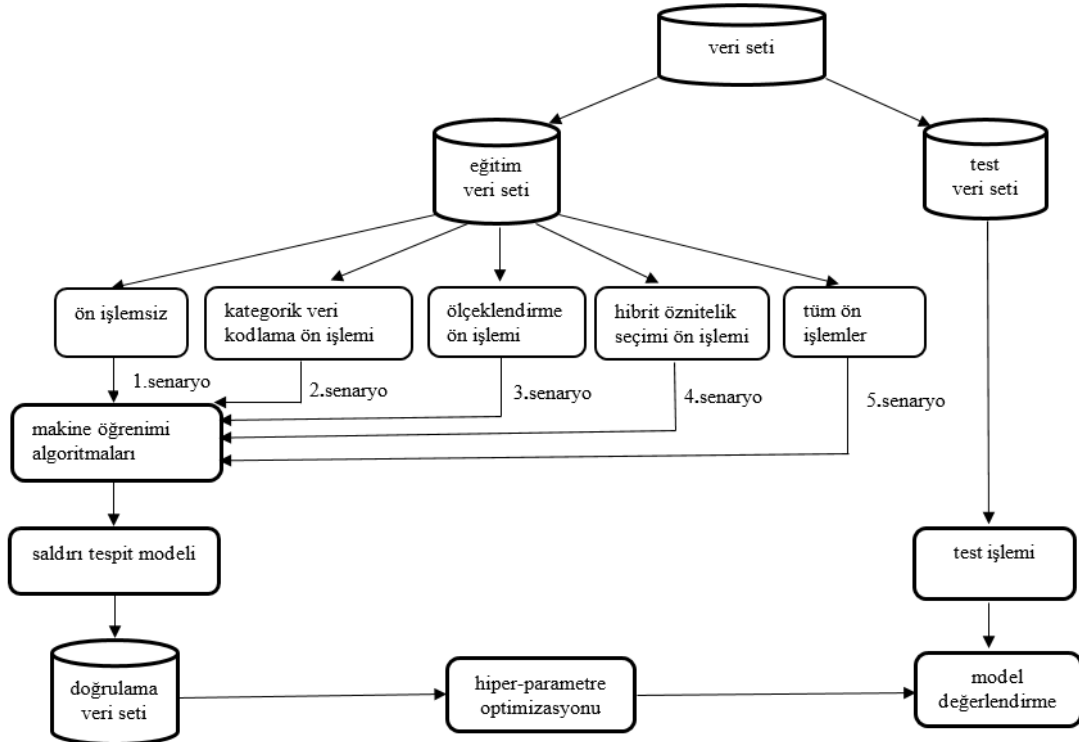 veri seti
eğitim
veri seti
test
veri seti
ön işlemsiz
kategorik veri
kodlama ön işlemi
ölçeklendirme
ön işlemi
hibrit öznitelik
seçimi ön işlemi
tüm ön
işlemler
1.senaryo
2.senaryo
3.senaryo
4.senaryo
5.senaryo
makine öğrenimi
algoritmaları
saldırı tespit modeli
test işlemi
doğrulama
veri seti
hiper-parametre
optimizasyonu
model
değerlendirme